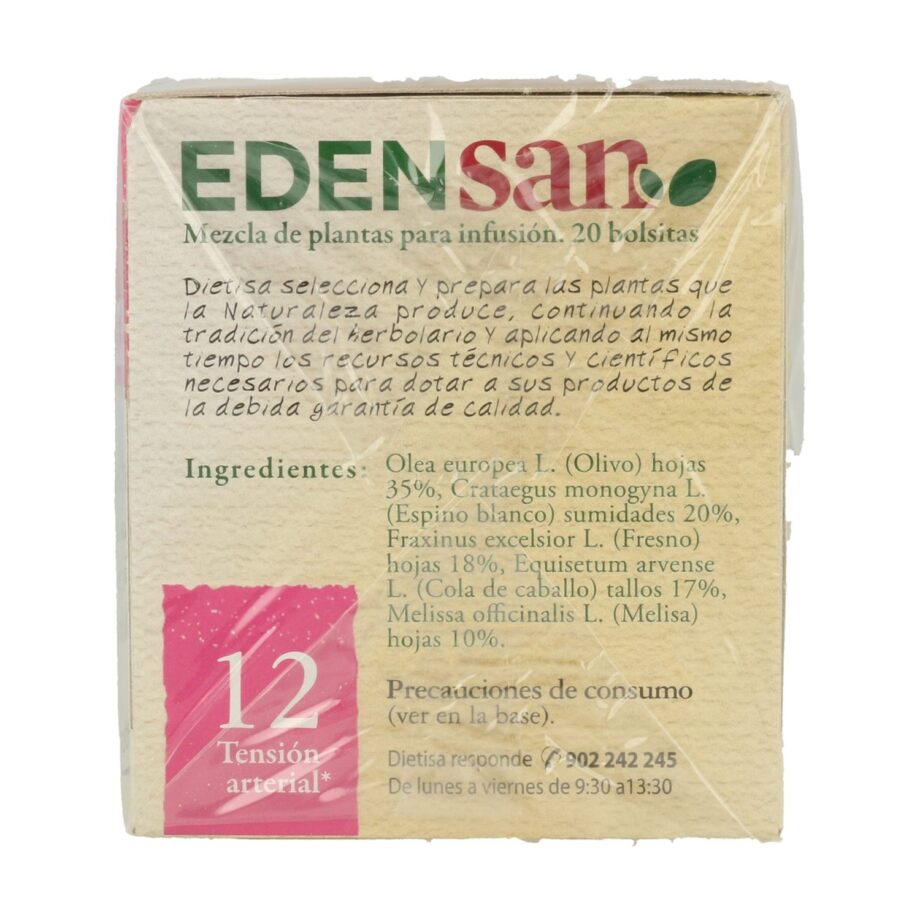 EDENsan
Mezcla de plantas para infusión. 20 bolsitas
Dietisa selecciona y prepara las plantas que
la Naturaleza produce, continuando la
tradición del herbolario y aplicando al mismo
tiempo los recursos técnicos y científicos
necesarios para dotar a sus productos de
la debida garantía de calidad.
Ingredientes: Olea europea L. (Olivo) hojas
35%, Crataegus monogyna L.
(Espino blanco) sumidades 20%,
Fraxinus excelsior L. (Fresno)
hojas 18%, Equisetum arvense
L. (Cola de caballo) tallos 17%,
Melissa officinalis L. (Melisa)
hojas 10%.
12
Tensión
arterial*
Precauciones de consumo
(ver en la base).
Dietisa responde ✆ 902 242 245
De lunes a viernes de 9:30 a13:30